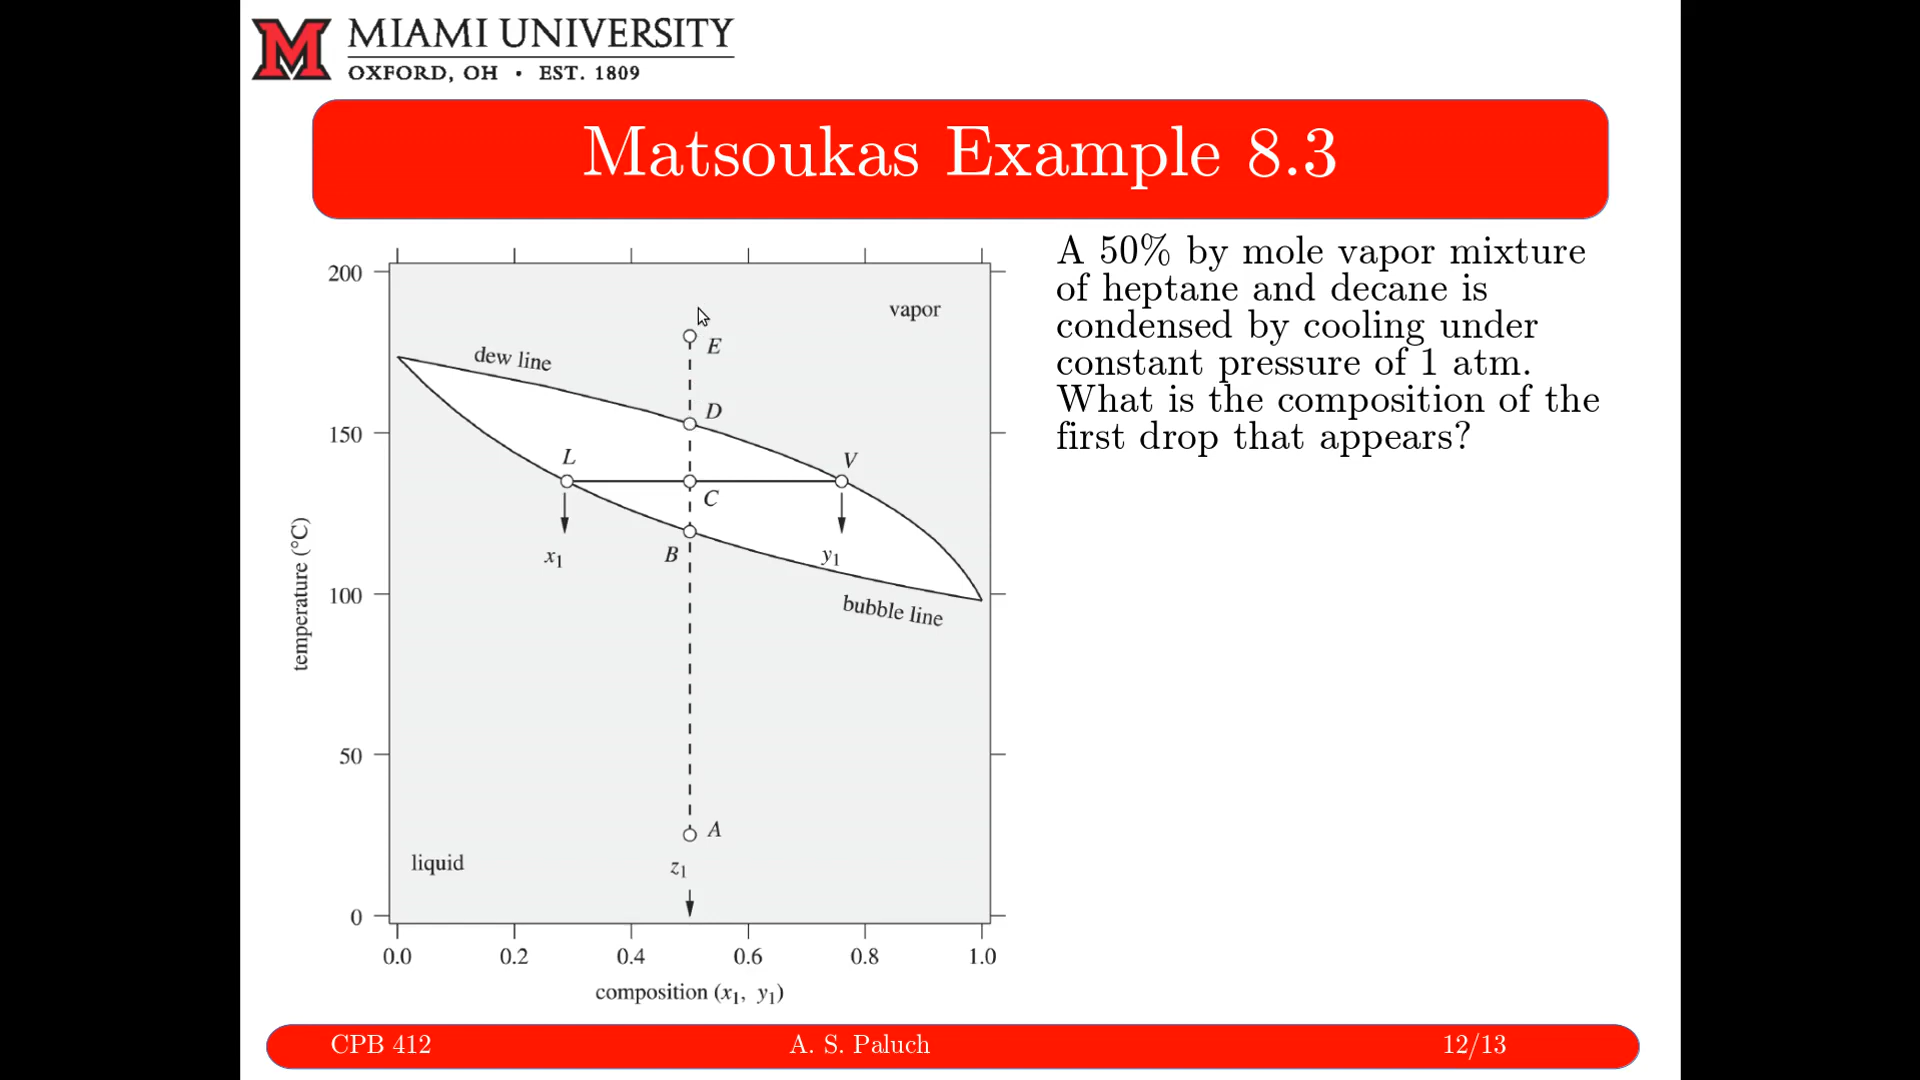 MIAMI UNIVERSITY
OXFORD, OH • EST. 1809
Matsoukas Example 8.3
A 50% by mole vapor mixture
of heptane and decane is
condensed by cooling under
constant pressure of 1 atm.
What is the composition of the
first drop that appears?
200
150
100
50
0
temperature (°C)
vapor
E
dew line
D
L
V
C
x1
B
y1
bubble line
A
liquid
z1
0.0 0.2 0.4 0.6 0.8 1.0
composition (x1, y1)
CPB 412 A. S. Paluch 12/13